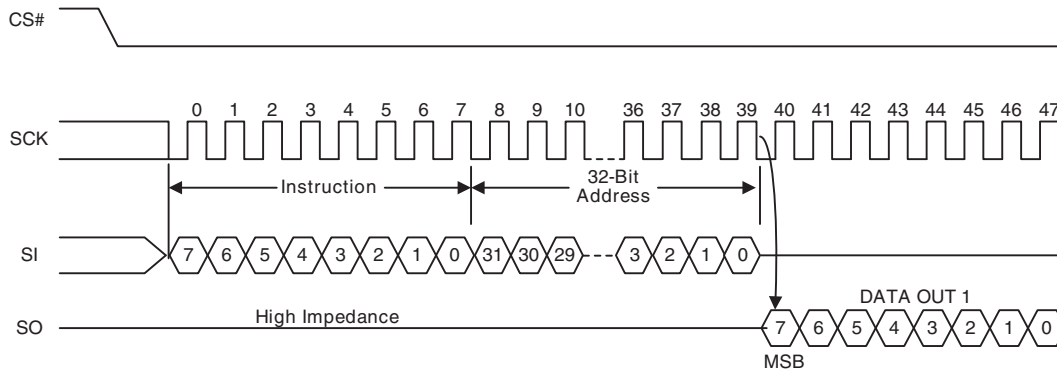 CS#
0 1 2 3 4 5 6 7 8 9 10 36 37 38 39 40 41 42 43 44 45 46 47
SCK
Instruction
32-Bit
Address
SI
7 6 5 4 3 2 1 0 31 30 29 3 2 1 0
DATA OUT 1
High Impedance
SO
7 6 5 4 3 2 1 0
MSB